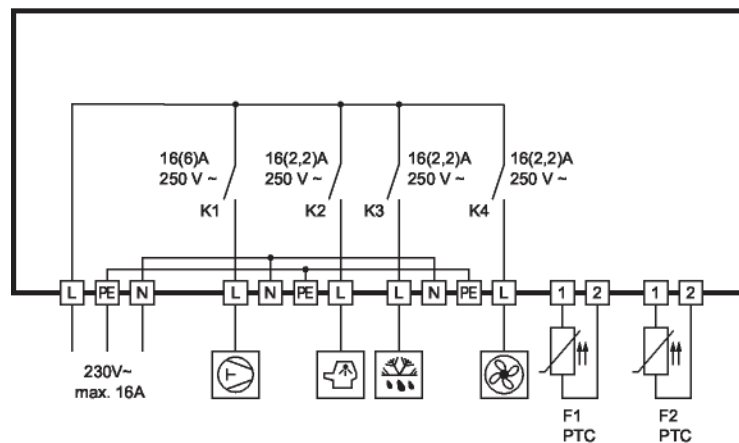 16(6)A
250 V ~
K1
16(2,2)A
250 V ~
K2
16(2,2)A
250 V ~
K3
16(2,2)A
250 V ~
K4
L PE N L N PE L L N PE L 1 2 1 2
230V~
max. 16A
F1
PTC
F2
PTC